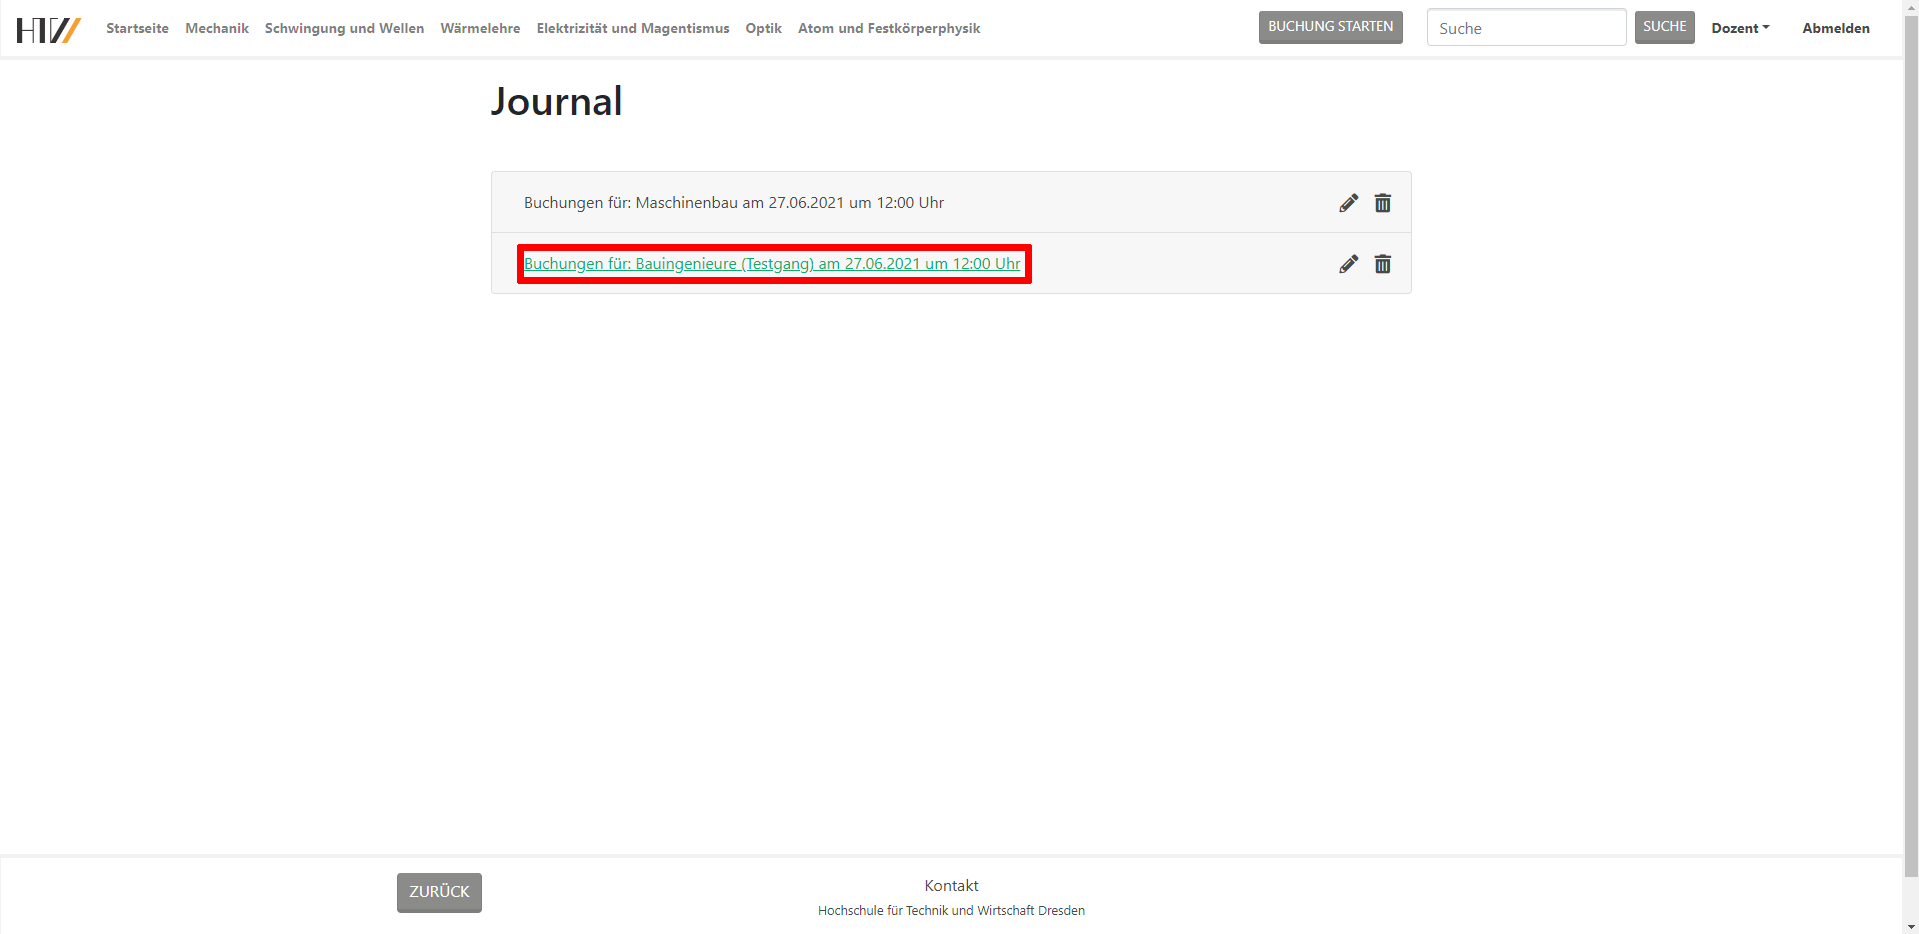 HTW Startseite Mechanik Schwingung und Wellen Wärmelehre Elektrizität und Magentismus Optik Atom und Festkörperphysik BUCHUNG STARTEN Suche SUCHE Dozent Abmelden
Journal
Buchungen für: Maschinenbau am 27.06.2021 um 12:00 Uhr
Buchungen für: Bauingenieure (Testgang) am 27.06.2021 um 12:00 Uhr
ZURÜCK
Kontakt
Hochschule für Technik und Wirtschaft Dresden